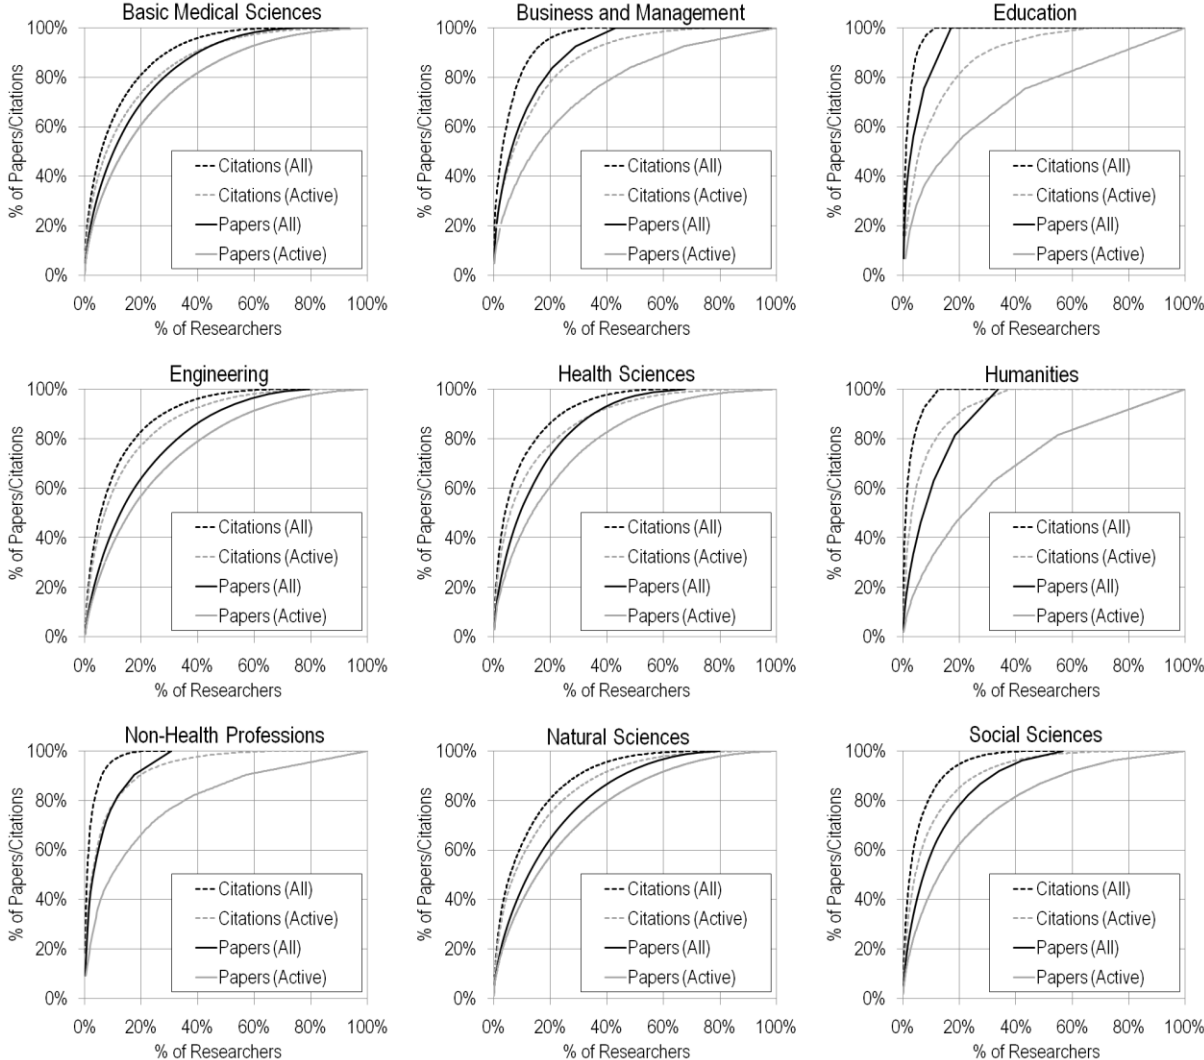 Basic Medical Sciences
% of Papers/Citations
100%
80%
60%
40%
20%
0%
Citations (All)
Citations (Active)
Papers (All)
Papers (Active)
0% 20% 40% 60% 80% 100%
% of Researchers
Business and Management
% of Papers/Citations
100%
80%
60%
40%
20%
0%
Citations (All)
Citations (Active)
Papers (All)
Papers (Active)
0% 20% 40% 60% 80% 100%
% of Researchers
Education
% of Papers/Citations
100%
80%
60%
40%
20%
0%
Citations (All)
Citations (Active)
Papers (All)
Papers (Active)
0% 20% 40% 60% 80% 100%
% of Researchers
Engineering
% of Papers/Citations
100%
80%
60%
40%
20%
0%
Citations (All)
Citations (Active)
Papers (All)
Papers (Active)
0% 20% 40% 60% 80% 100%
% of Researchers
Health Sciences
% of Papers/Citations
100%
80%
60%
40%
20%
0%
Citations (All)
Citations (Active)
Papers (All)
Papers (Active)
0% 20% 40% 60% 80% 100%
% of Researchers
Humanities
% of Papers/Citations
100%
80%
60%
40%
20%
0%
Citations (All)
Citations (Active)
Papers (All)
Papers (Active)
0% 20% 40% 60% 80% 100%
% of Researchers
Non-Health Professions
% of Papers/Citations
100%
80%
60%
40%
20%
0%
Citations (All)
Citations (Active)
Papers (All)
Papers (Active)
0% 20% 40% 60% 80% 100%
% of Researchers
Natural Sciences
% of Papers/Citations
100%
80%
60%
40%
20%
0%
Citations (All)
Citations (Active)
Papers (All)
Papers (Active)
0% 20% 40% 60% 80% 100%
% of Researchers
Social Sciences
% of Papers/Citations
100%
80%
60%
40%
20%
0%
Citations (All)
Citations (Active)
Papers (All)
Papers (Active)
0% 20% 40% 60% 80% 100%
% of Researchers